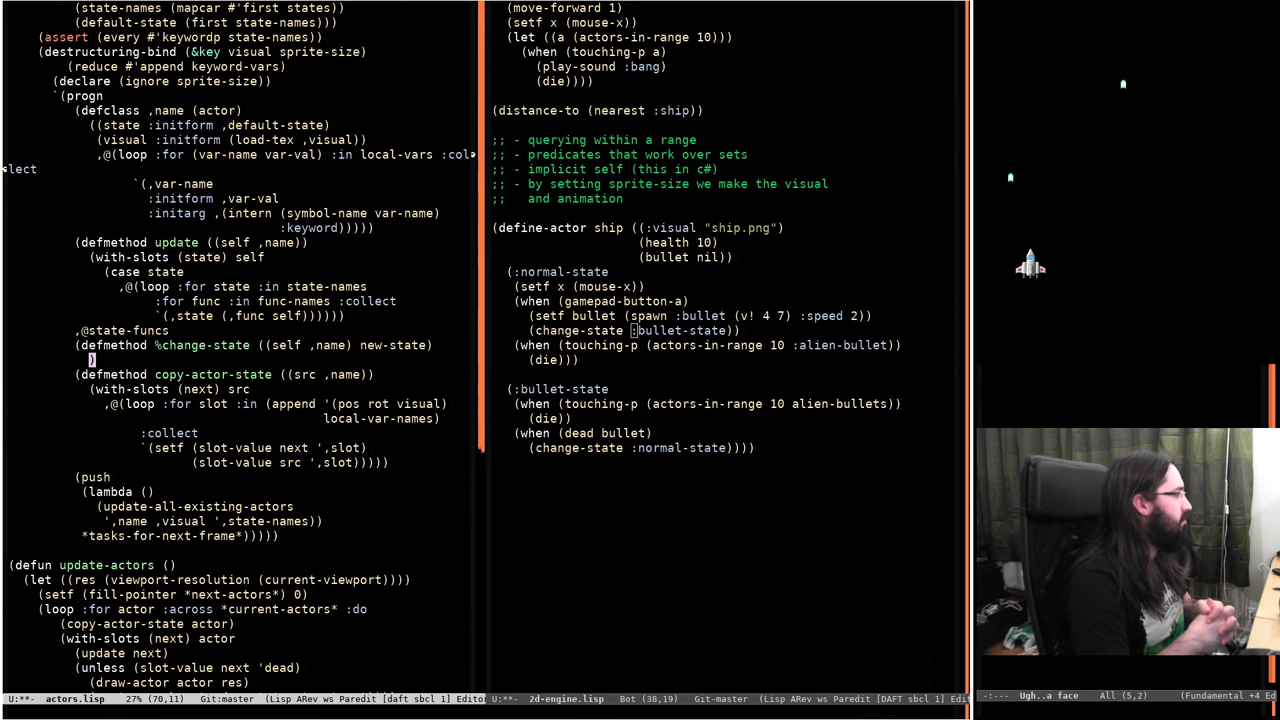 (state-names (mapcar #'first states))
(default-state (first state-names))
(assert (every #'keywordp state-names))
(destructuring-bind (&key visual sprite-size)
(reduce #'append keyword-vars)
(declare (ignore sprite-size))
`(progn
(defclass ,name (actor)
((state :initform ,default-state)
(visual :initform (load-tex ,visual))
,@(loop :for (var-name var-val) :in local-vars :col
lect
`(,var-name
:initform ,var-val
:initarg ,(intern (symbol-name var-name)
:keyword)))))
(defmethod update ((self ,name))
(with-slots (state) self
(case state
,@(loop :for state :in state-names
:for func :in func-names :collect
`(,state (,func self))))))
,@state-funcs
(defmethod %change-state ((self ,name) new-state)
)
(defmethod copy-actor-state ((src ,name))
(with-slots (next) src
,@(loop :for slot :in (append '(pos rot visual)
local-var-names)
:collect
`(setf (slot-value next ',slot)
(slot-value src ',slot)))))
(push
(lambda ()
(update-all-existing-actors
',name ,visual ',state-names))
*tasks-for-next-frame*)))))
(defun update-actors ()
(let ((res (viewport-resolution (current-viewport))))
(setf (fill-pointer *next-actors*) 0)
(loop :for actor :across *current-actors* :do
(copy-actor-state actor)
(with-slots (next) actor
(update next)
(unless (slot-value next 'dead)
(draw-actor actor res)
U:**- actors.lisp 27% (70,11) Git:master (Lisp ARev ws Paredit [daft sbcl 1] Editor
(move-forward 1)
(setf x (mouse-x))
(let ((a (actors-in-range 10)))
(when (touching-p a)
(play-sound :bang)
(die))))
(distance-to (nearest :ship))
;; - querying within a range
;; - predicates that work over sets
;; - implicit self (this in c#)
;; - by setting sprite-size we make the visual
;; and animation
(define-actor ship ((:visual "ship.png")
(health 10)
(bullet nil))
(:normal-state
(setf x (mouse-x))
(when (gamepad-button-a)
(setf bullet (spawn :bullet (v! 4 7) :speed 2))
(change-state :bullet-state))
(when (touching-p (actors-in-range 10 :alien-bullet))
(die)))
(:bullet-state
(when (touching-p (actors-in-range 10 alien-bullets))
(die))
(when (dead bullet)
(change-state :normal-state))))
U:**- 2d-engine.lisp Bot (38,19) Git-master (Lisp ARev ws Paredit [DAFT sbcl 1] Edit
-:--- Ugh..a face All (5,2) (Fundamental +4 Ed